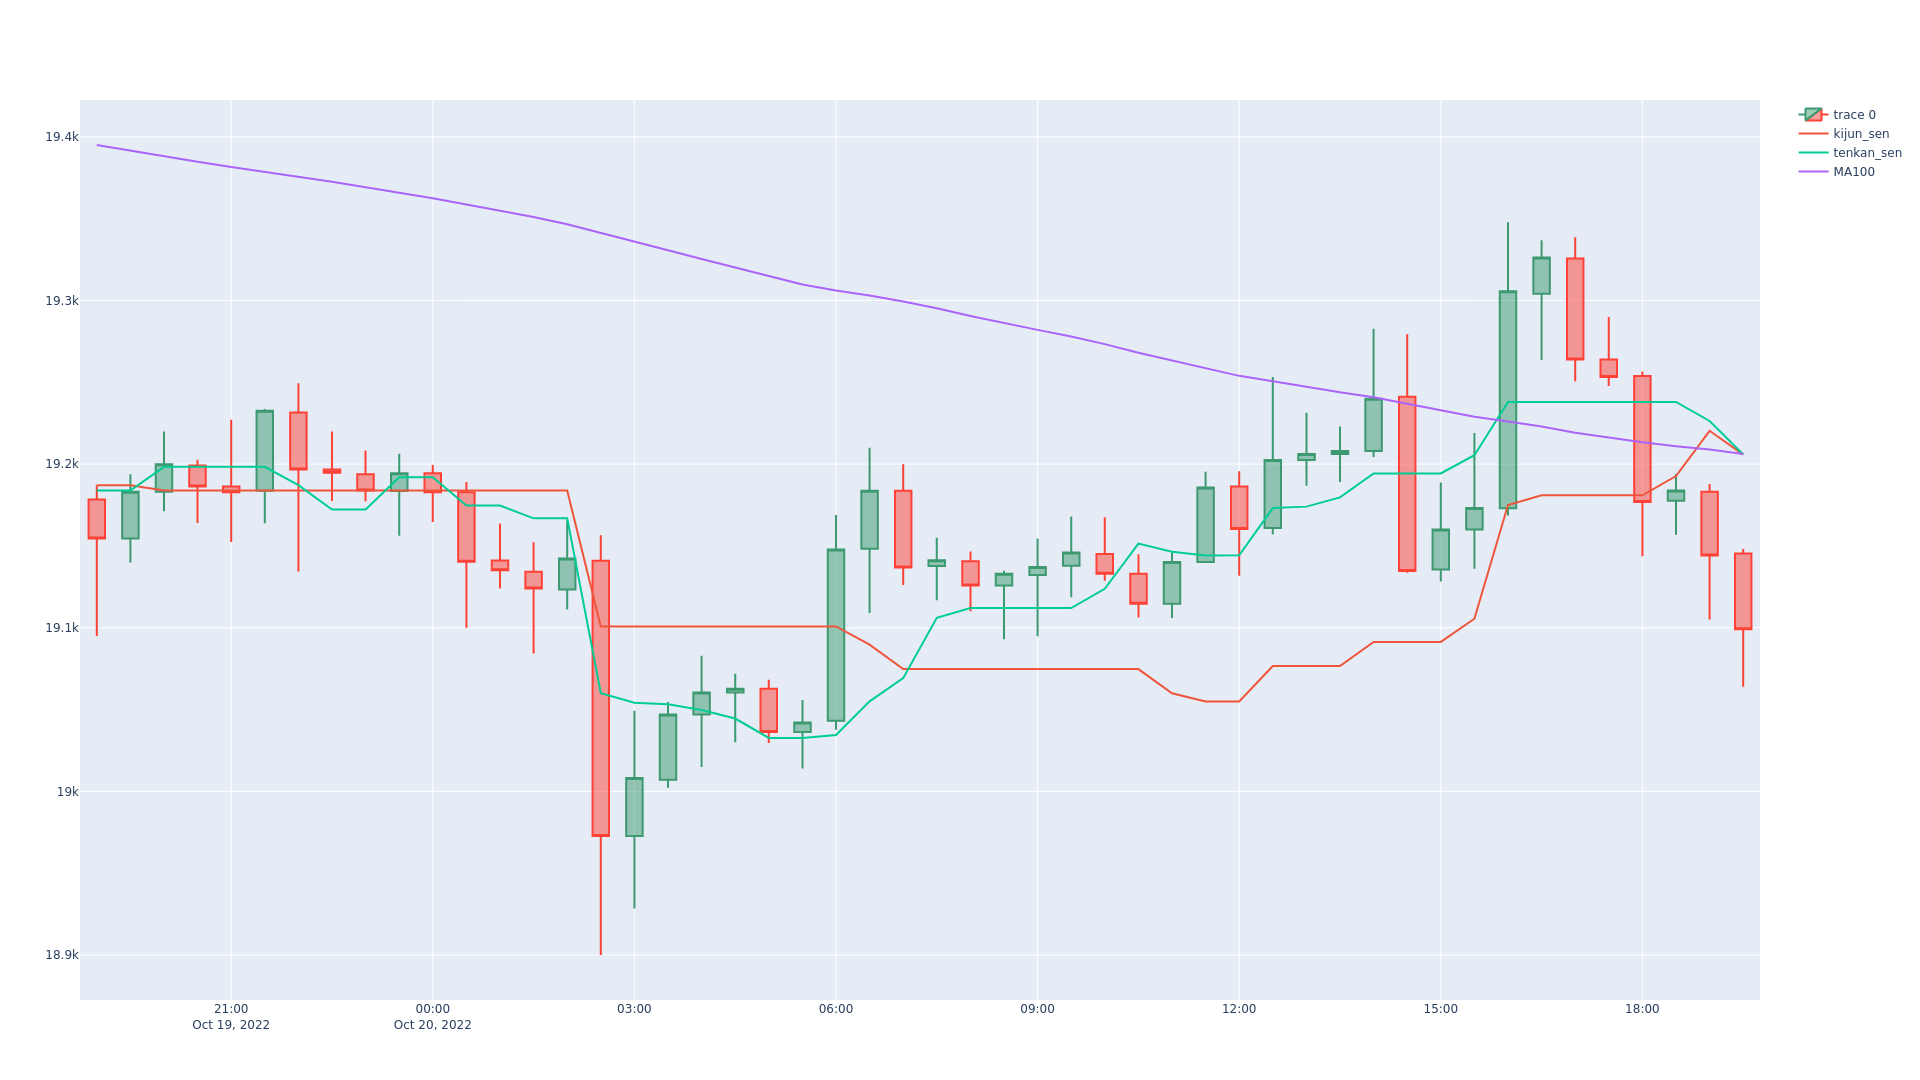 19.4k
19.3k
19.2k
19.1k
19k
18.9k
21:00
Oct 19, 2022
00:00
Oct 20, 2022
03:00
06:00
09:00
12:00
15:00
18:00
trace 0
kijun_sen
tenkan_sen
MA100